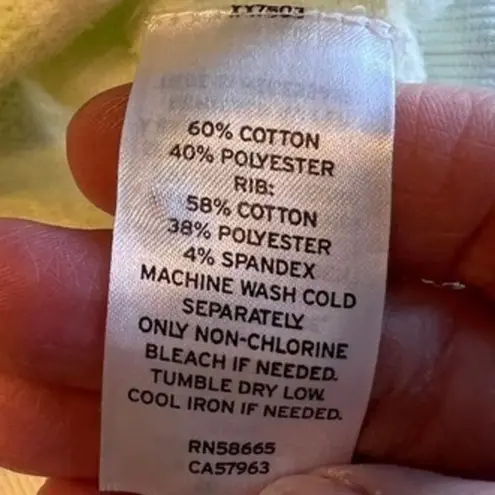 XY7503
60% COTTON
40% POLYESTER
RIB:
58% COTTON
38% POLYESTER
4% SPANDEX
MACHINE WASH COLD
SEPARATELY
ONLY NON-CHLORINE
BLEACH IF NEEDED.
TUMBLE DRY LOW.
COOL IRON IF NEEDED.
RN58665
CA57963